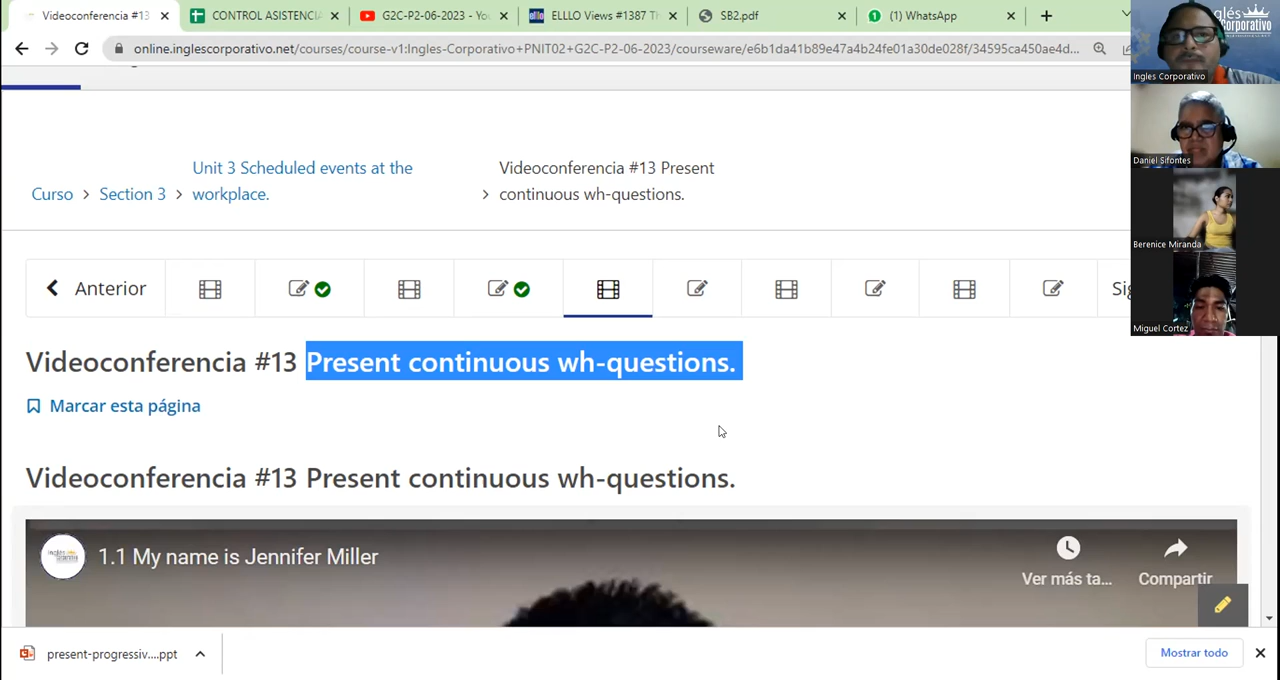 Videoconferencia #13
CONTROL ASISTENCIA
G2C-P2-06-2023 - You
ELLLO Views #1387 Th
SB2.pdf
(1) WhatsApp
online.inglescorporativo.net/courses/course-v1:Ingles-Corporativo+PNIT02+G2C-P2-06-2023/courseware/e6b1da41b89e47a4b24fe01a30de028f/34595ca450ae4d...
Inglés
Corporativo
Ingles Corporativo
Daniel Sifontes
Berenice Miranda
Miguel Cortez
Curso > Section 3 > Unit 3 Scheduled events at the
workplace.
> Videoconferencia #13 Present
continuous wh-questions.
Anterior
Sig
Videoconferencia #13 Present continuous wh-questions.
Marcar esta página
Videoconferencia #13 Present continuous wh-questions.
1.1 My name is Jennifer Miller
Ver más ta...
Compartir
present-progressiv....ppt
Mostrar todo